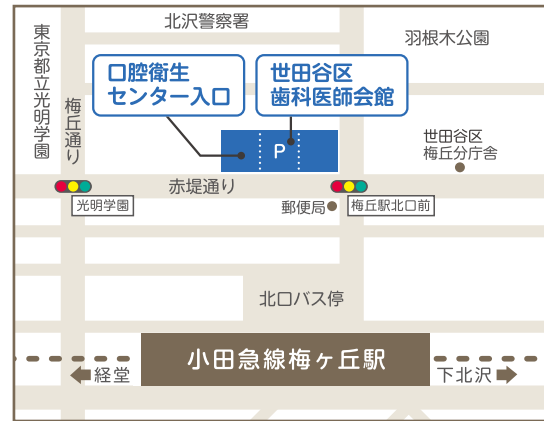 北沢警察署
羽根木公園
東京都立光明学園
梅丘通り
口腔衛生
センター入口
世田谷区
歯科医師会館
P
世田谷区
梅丘分庁舎
赤堤通り
光明学園
郵便局
梅丘駅北口前
北口バス停
小田急線梅ヶ丘駅
経堂
下北沢